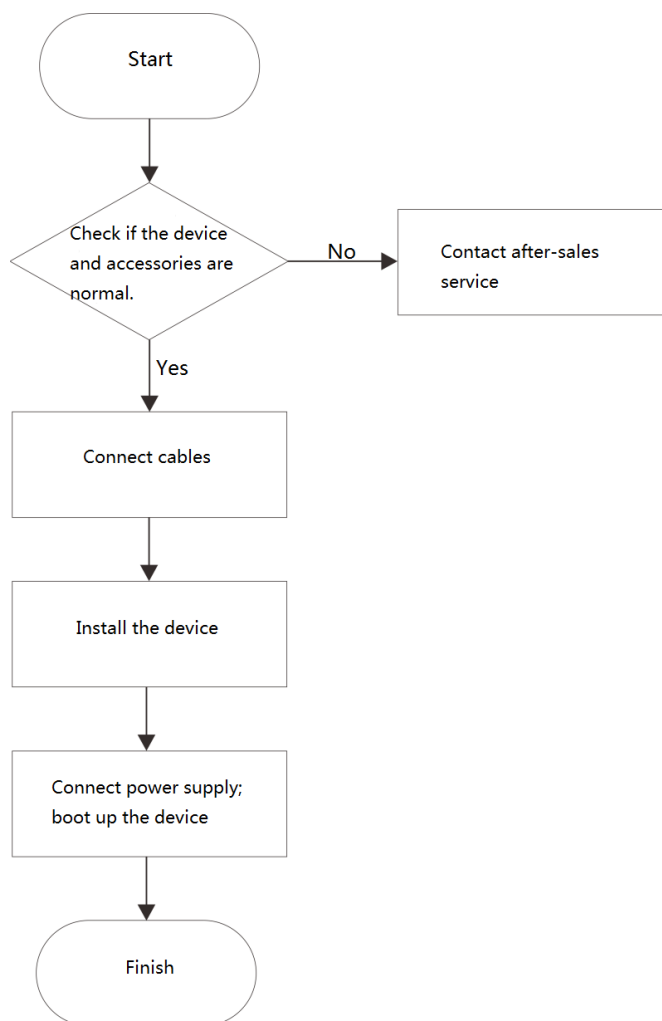 Start
Check if the device
and accessories are
normal.
No
Contact after-sales
service
Yes
Connect cables
Install the device
Connect power supply;
boot up the device
Finish